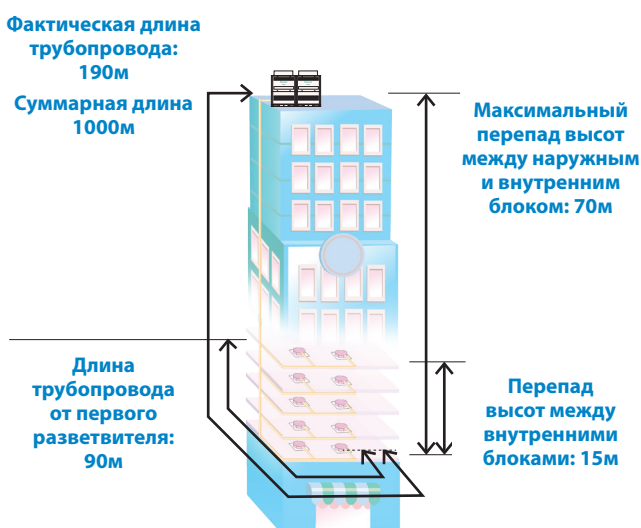 Фактическая длина
трубопровода:
190м
Суммарная длина
1000м
Максимальный
перепад высот
между наружным
и внутренним
блоком: 70м
Длина
трубопровода
от первого
разветвителя:
90м
Перепад
высот между
внутренними
блоками: 15м